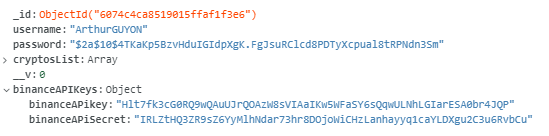 _id: ObjectId("6074c4ca8519015ffaf1f3e6")
username: "ArthurGUYON"
password: "$2a$10$4TKaKp5BzvHduIGIdpXgK.FgJsuRClcd8PDTyXcpual8tRPNdn3Sm"
> cryptosList: Array
__v: 0
binanceAPIKeys: Object
binanceAPIkey: "Hlt7fk3cG0RQ9wQAuUJrQOAzW8sVIAaIKw5WFaSY6sQqwULNhLGIarESA0br4JQP"
binanceAPISecret: "IRLZtHQ3ZR9sZ6YyMlhNdar73hr8DOjoWiCHzLanhayyq1caYLDXgu2C3u6RvbCu"